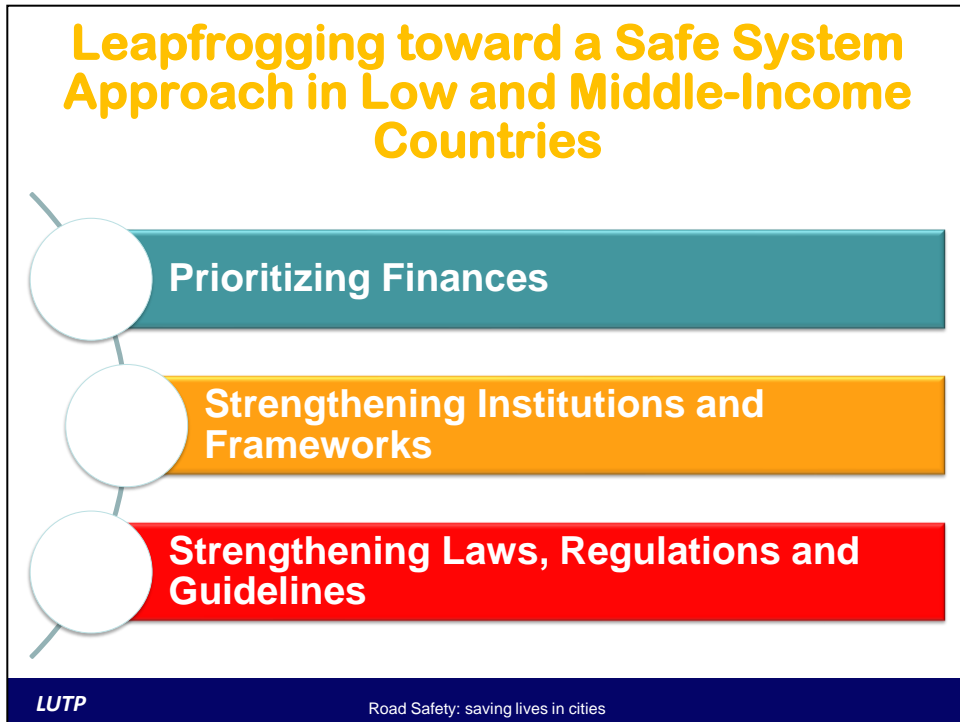 Leapfrogging toward a Safe System
Approach in Low and Middle-Income
Countries
Prioritizing Finances
Strengthening Institutions and
Frameworks
Strengthening Laws, Regulations and
Guidelines
LUTP
Road Safety: saving lives in cities